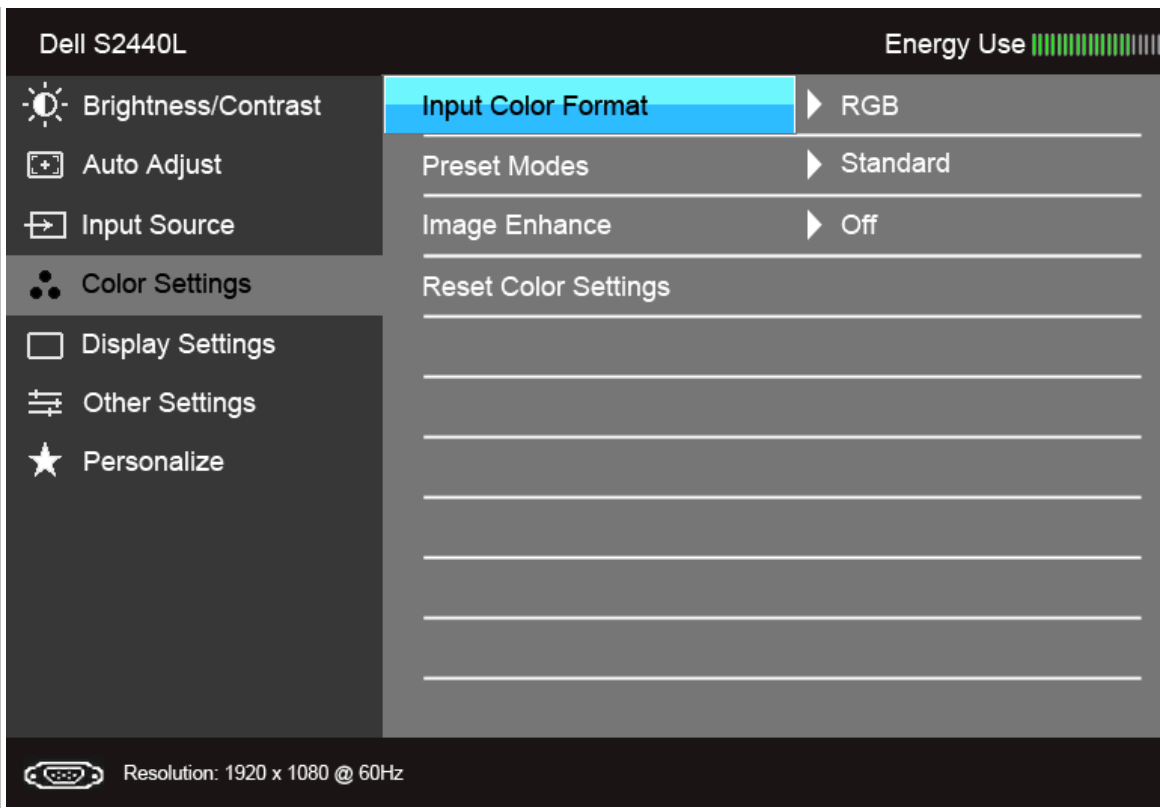 Dell S2440L
Energy Use
Brightness/Contrast
Auto Adjust
Input Source
Color Settings
Display Settings
Other Settings
Personalize
Input Color Format RGB
Preset Modes Standard
Image Enhance Off
Reset Color Settings
Resolution: 1920 x 1080 @ 60Hz